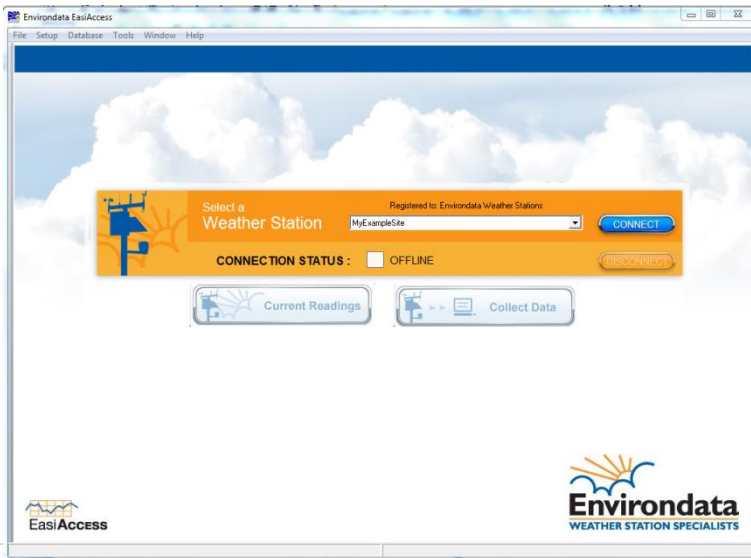 Environdata EasiAccess
File Setup Database Tools Window Help
Select a
Weather Station
Registered to: Environdata Weather Stations
MyExampleSite
CONNECT
CONNECTION STATUS :
OFFLINE
DISCONNECT
Current Readings
>> Collect Data
EasiAccess
Environdata
WEATHER STATION SPECIALISTS